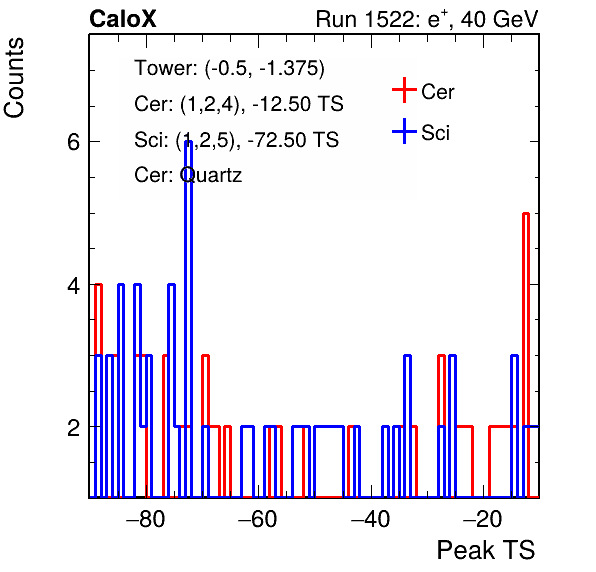 CaloX Run 1522: e+, 40 GeV
Counts
Tower: (-0.5, -1.375)
Cer: (1,2,4), -12.50 TS
Sci: (1,2,5), -72.50 TS
Cer: Quartz
Cer
Sci
6
4
2
−80 −60 −40 −20
Peak TS